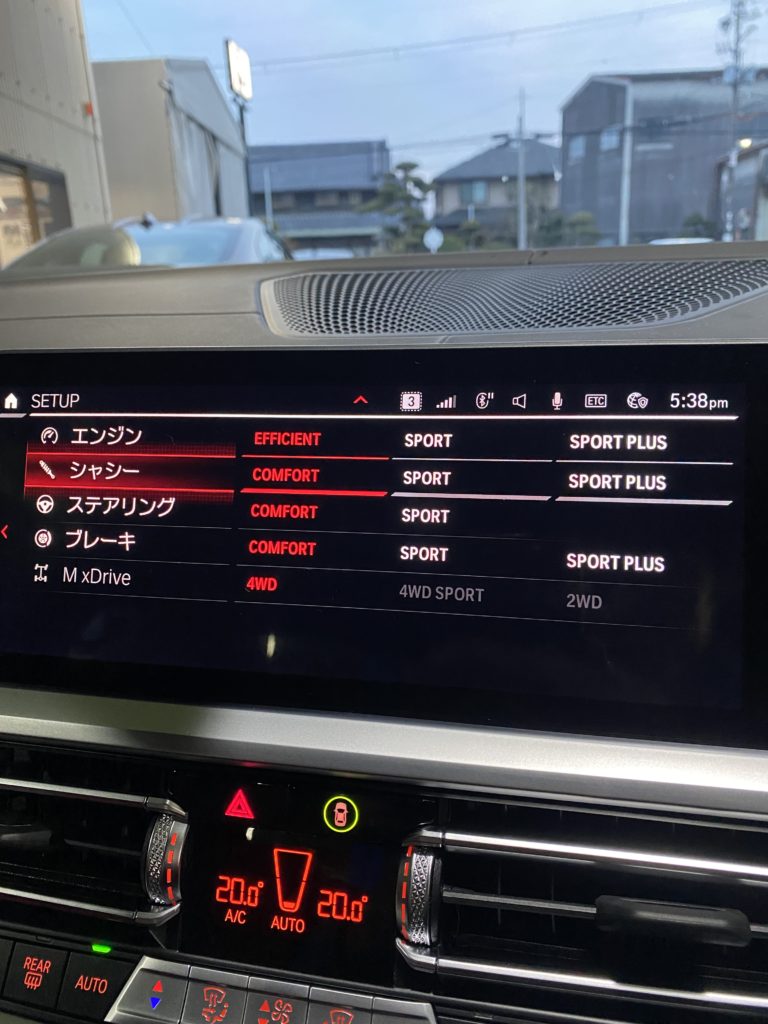 SETUP 3 ETC 5:38pm
エンジン EFFICIENT SPORT SPORT PLUS
シャシー COMFORT SPORT SPORT PLUS
ステアリング COMFORT SPORT
ブレーキ COMFORT SPORT SPORT PLUS
M xDrive 4WD 4WD SPORT 2WD
20.0° 20.0°
A/C AUTO
REAR AUTO